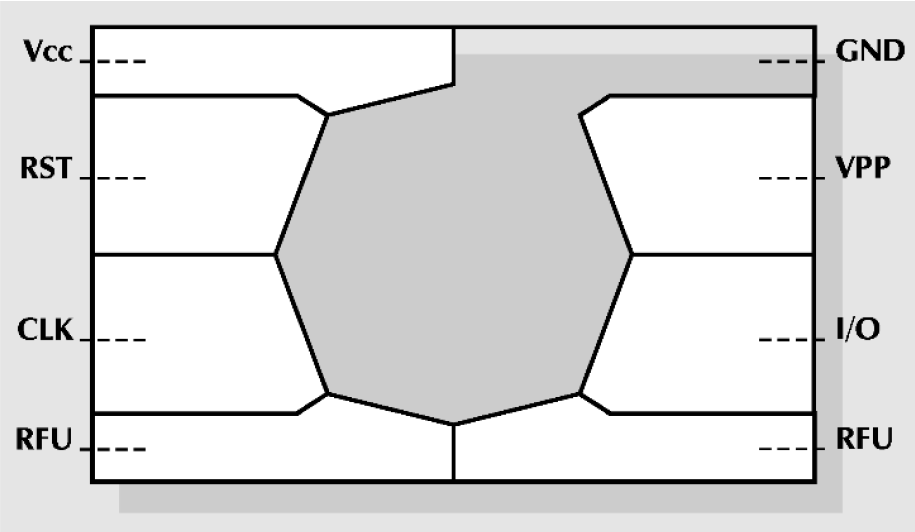 Vcc
GND
RST
VPP
CLK
I/O
RFU
RFU